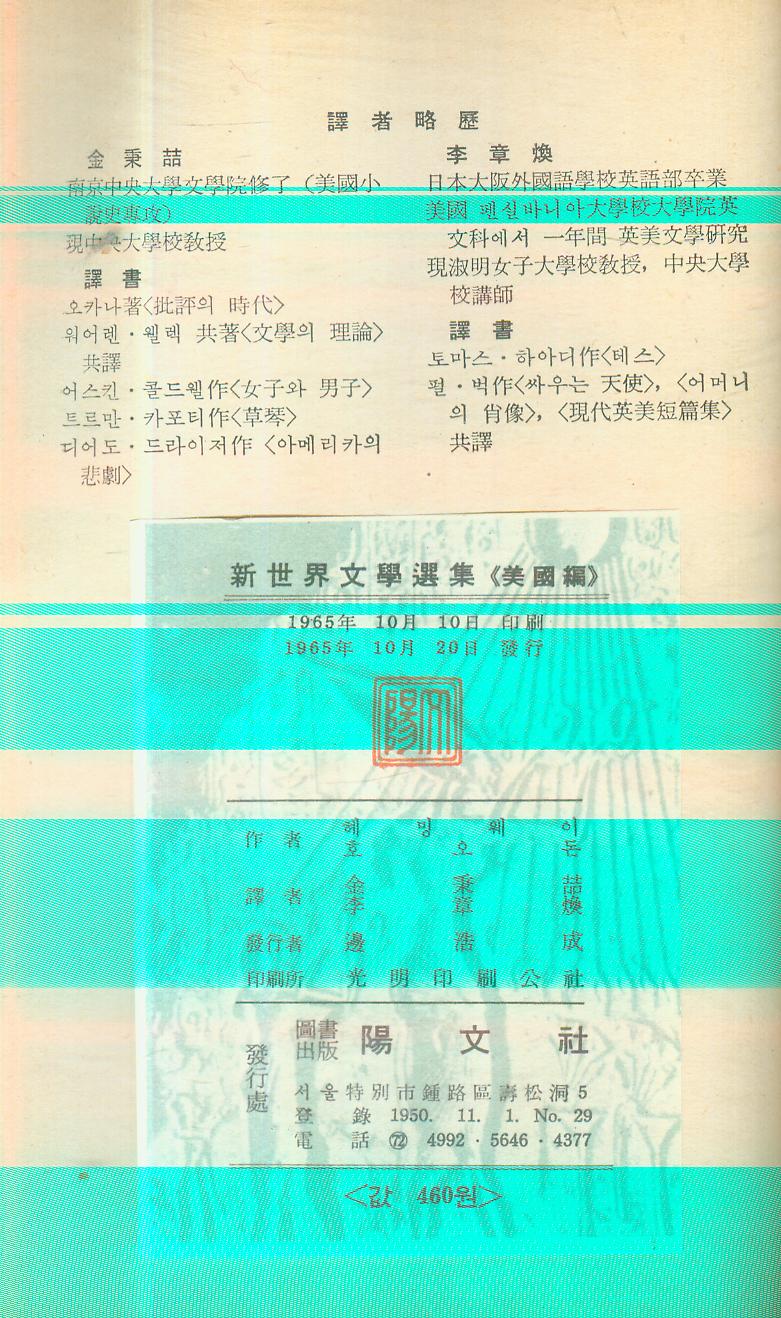 譯者略歷
金秉喆
南京中央大學文學院修了 (美國小
說史專攻)
現中央大學校教授
譯書
오카나著〈批評의 時代〉
워어렌·웰렉 共著〈文學의 理論〉
共譯
어스킨·콜드웰作〈女子와 男子〉
트르만·카포티作〈草琴〉
디어도·드라이저作 〈아메리카의
悲劇〉
李章煥
日本大阪外國語學校英語部卒業
美國 펜실바니아大學校大學院英
文科에서 一年間 英美文學研究
現淑明女子大學校教授, 中央大學
校講師
譯書
토마스·하아디作〈테스〉
펄·벅作〈싸우는 天使〉, 〈어머니
의 肖像〉, 〈現代英美短篇集〉
共譯
新世界文學選集《美國編》
1965年 10月 10日 印刷
1965年 10月 20日 發行
陽文
作者 헤밍웨이
호오돈
譯者 金秉喆
李章煥
發行者 邊浩成
印刷所 光明印刷公社
發行處 圖書出版 陽文社
서울特別市鍾路區壽松洞 5
登錄 1950. 11. 1. No. 29
電話 ㉒ 4992·5646·4377
<값 460원>